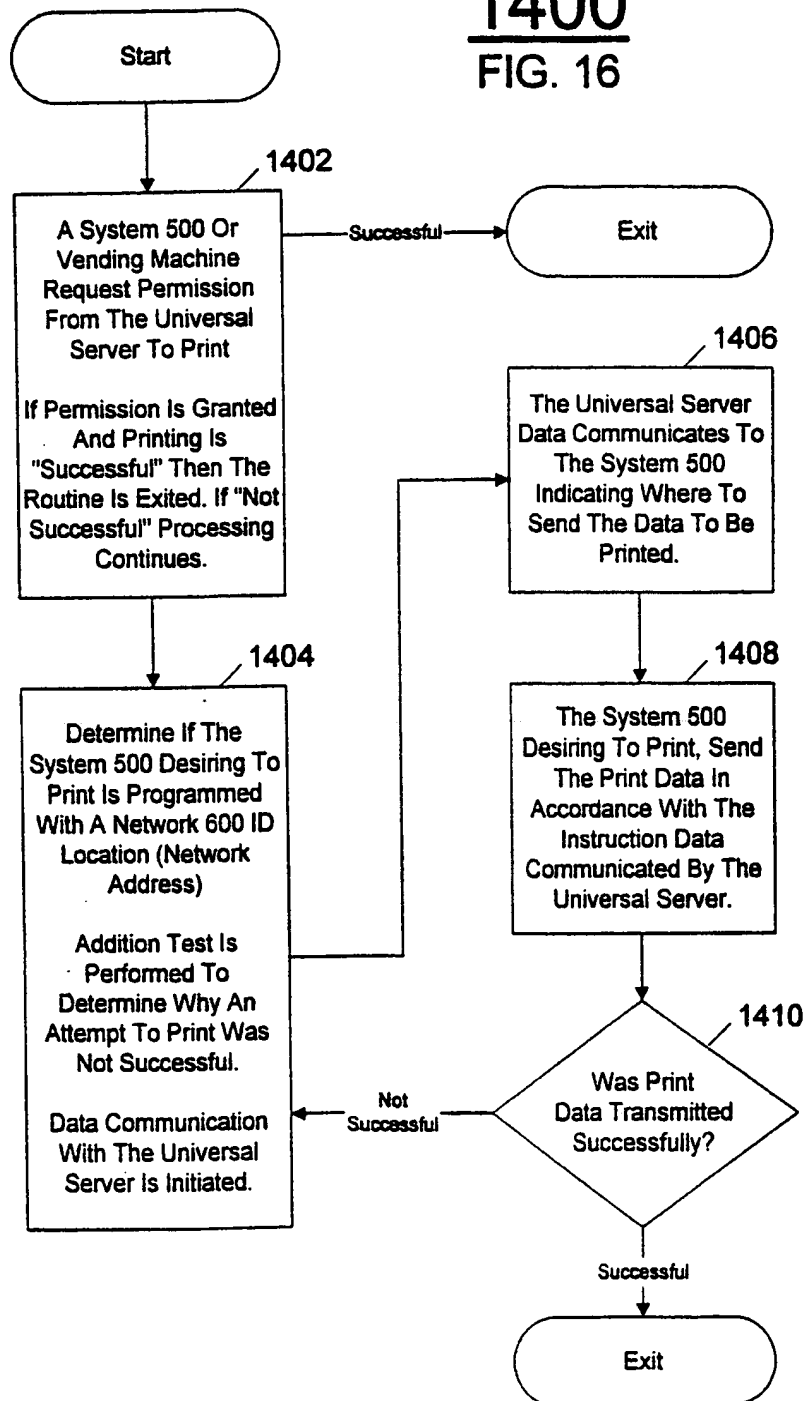 1400
FIG. 16
Start
1402
A System 500 Or
Vending Machine
Request Permission
From The Universal
Server To Print
If Permission Is Granted
And Printing Is
"Successful" Then The
Routine Is Exited. If "Not
Successful" Processing
Continues.
Successful
Exit
1404
Determine If The
System 500 Desiring To
Print Is Programmed
With A Network 600 ID
Location (Network
Address)
Addition Test Is
Performed To
Determine Why An
Attempt To Print Was
Not Successful.
Data Communication
With The Universal
Server Is Initiated.
1406
The Universal Server
Data Communicates To
The System 500
Indicating Where To
Send The Data To Be
Printed.
1408
The System 500
Desiring To Print, Send
The Print Data In
Accordance With The
Instruction Data
Communicated By The
Universal Server.
1410
Was Print
Data Transmitted
Successfully?
Not
Successful
Successful
Exit